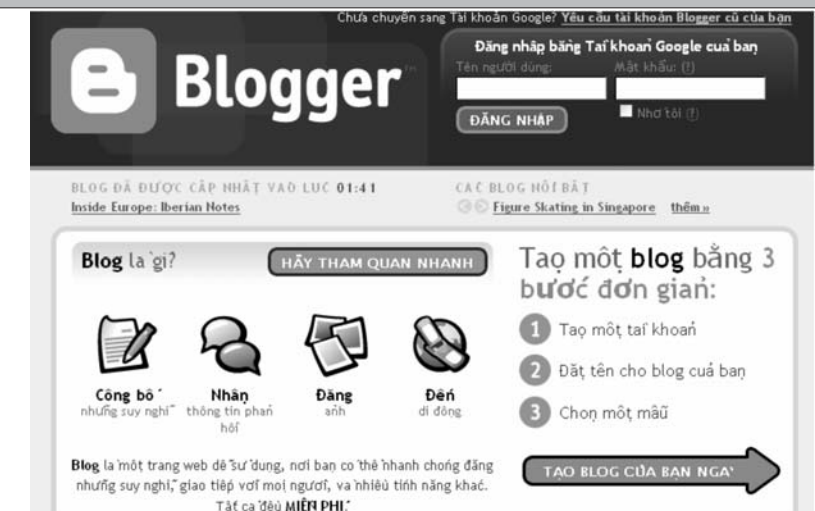 Chưa chuyển sang Tài khoản Google? Yêu cầu tài khoản Blogger cũ của bạn
Blogger™
Đăng nhập bằng Tài khoản Google của bạn
Tên người dùng:
Mật khẩu: (?)
ĐĂNG NHẬP
Nhớ tôi (?)
BLOG ĐÃ ĐƯỢC CẬP NHẬT VÀO LÚC 01:41
Inside Europe: Iberian Notes
CÁC BLOG NỔI BẬT
Figure Skating in Singapore thêm »
Blog là gì?
HÃY THAM QUAN NHANH
Công bố
những suy nghĩ
Nhận
thông tin phản
hồi
Đăng
ảnh
Đến
di động
Blog là một trang web dễ sử dụng, nơi bạn có thể nhanh chóng đăng
những suy nghĩ, giao tiếp với mọi người, và nhiều tính năng khác.
Tất cả đều MIỄN PHÍ.
Tạo một blog bằng 3
bước đơn giản:
1 Tạo một tài khoản
2 Đặt tên cho blog của bạn
3 Chọn một mẫu
TẠO BLOG CỦA BẠN NGA